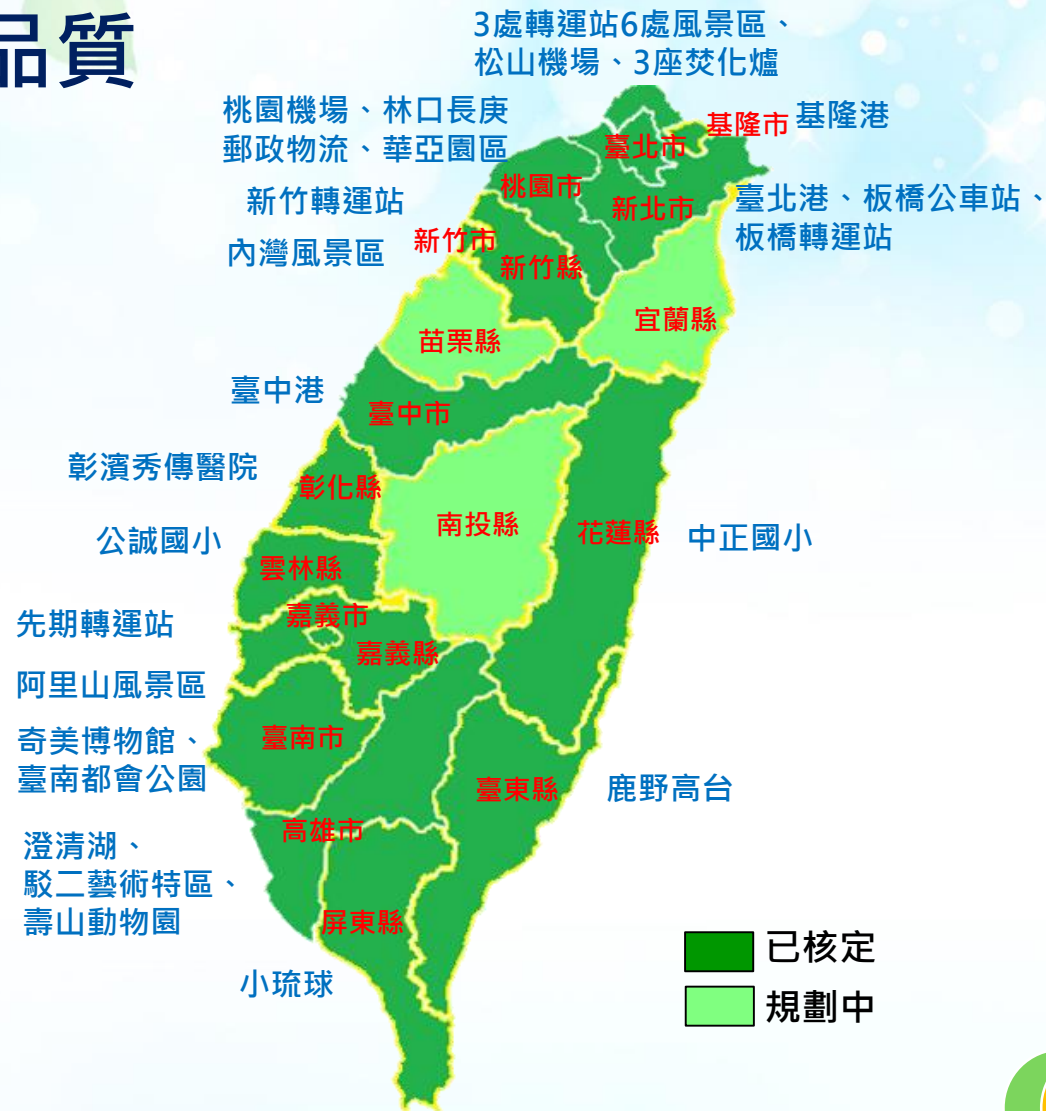 品質
3處轉運站6處風景區、
松山機場、3座焚化爐
桃園機場、林口長庚
郵政物流、華亞園區
基隆市
基隆港
臺北市
桃園市
新北市
臺北港、板橋公車站、
板橋轉運站
新竹轉運站
新竹市
內灣風景區
新竹縣
宜蘭縣
苗栗縣
臺中港
臺中市
彰濱秀傳醫院
彰化縣
南投縣
花蓮縣
中正國小
公誠國小
雲林縣
先期轉運站
嘉義市
嘉義縣
阿里山風景區
奇美博物館、
臺南都會公園
臺南市
臺東縣
鹿野高台
高雄市
澄清湖、
駁二藝術特區、
壽山動物園
屏東縣
小琉球
已核定
規劃中